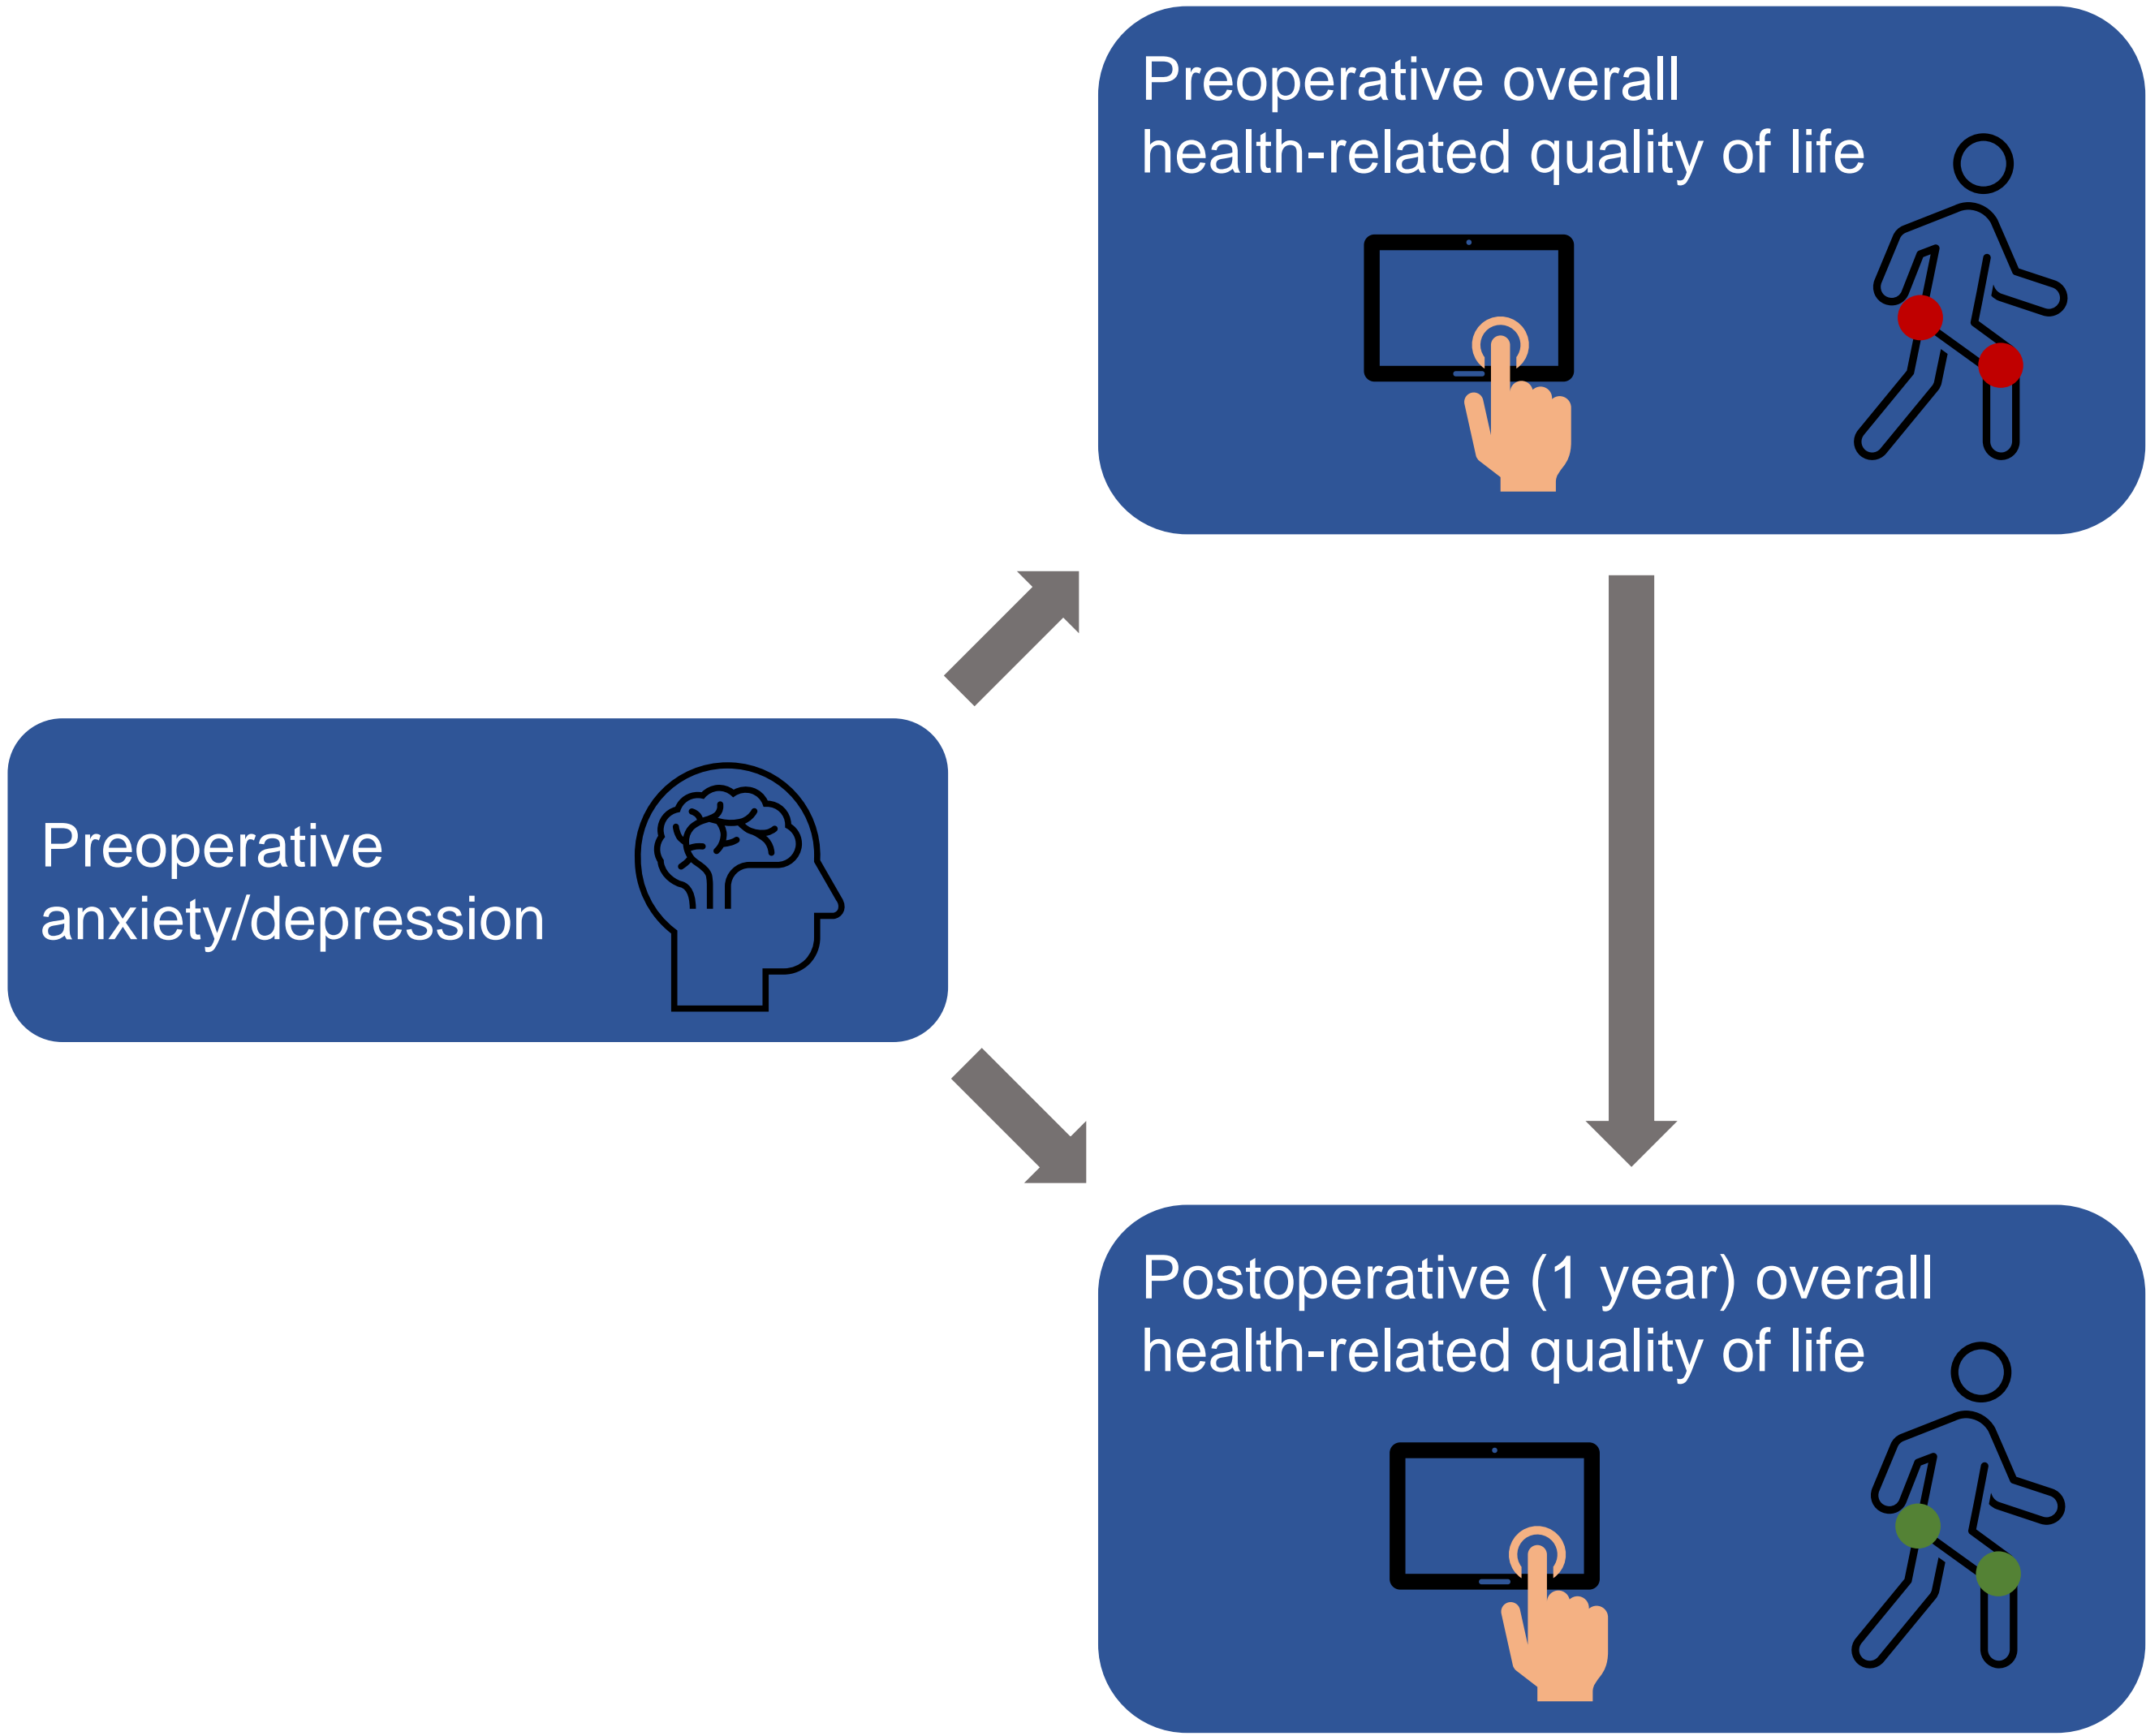 Preoperative overall
health-related quality of life
Preoperative
anxiety/depression
Postoperative (1 year) overall
health-related quality of life